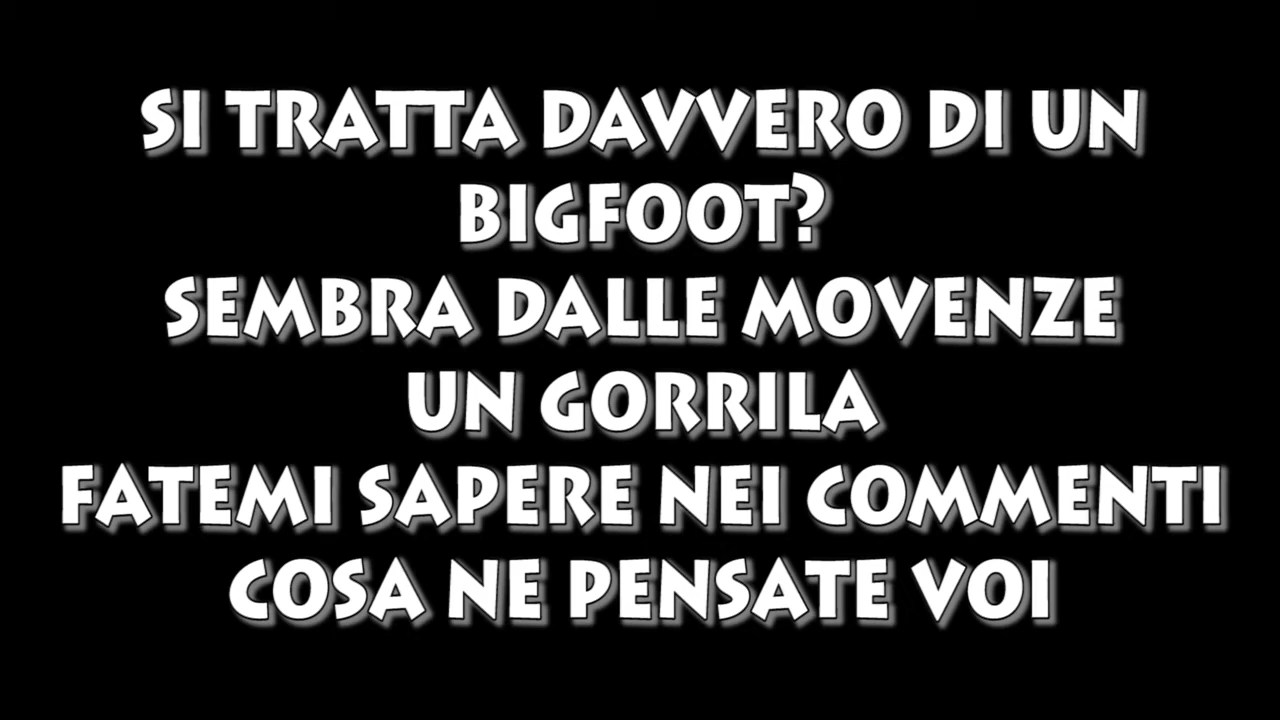 SI TRATTA DAVVERO DI UN
BIGFOOT?
SEMBRA DALLE MOVENZE
UN GORRILA
FATEMI SAPERE NEI COMMENTI
COSA NE PENSATE VOI